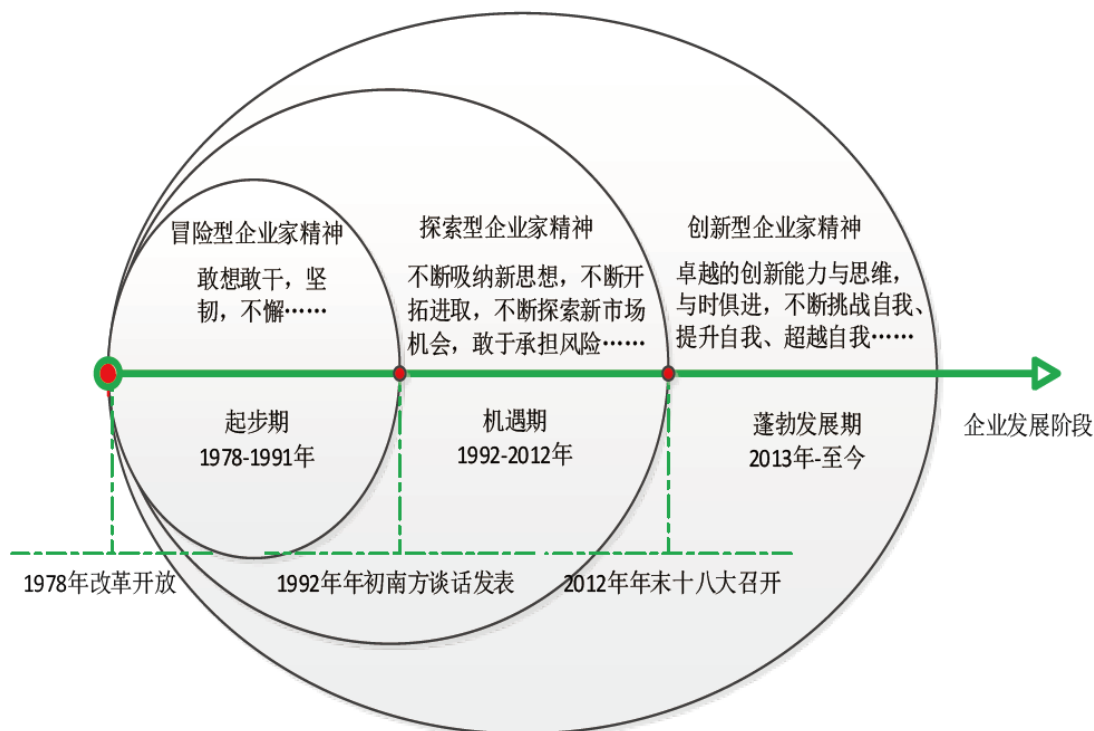 冒险型企业家精神
敢想敢干，坚
韧，不懈……
探索型企业家精神
不断吸纳新思想，不断开
拓进取，不断探索新市场
机会，敢于承担风险……
创新型企业家精神
卓越的创新能力与思维，
与时俱进，不断挑战自我、
提升自我、超越自我……
起步期
1978-1991年
机遇期
1992-2012年
蓬勃发展期
2013年-至今
企业发展阶段
1978年改革开放
1992年年初南方谈话发表
2012年年末十八大召开